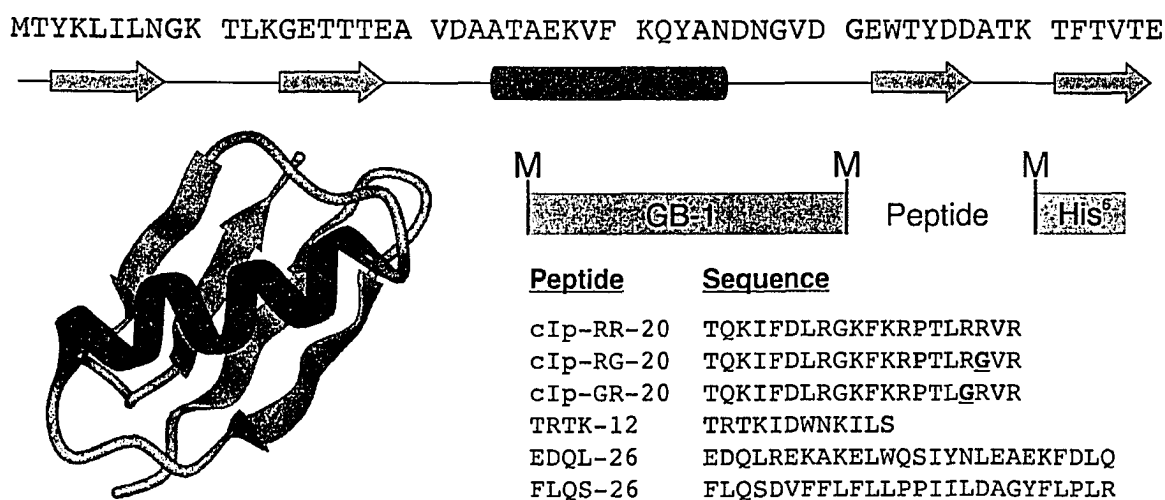 MTYKLILNGK TLKGETTTEA VDAATAEKVF KQYANDNGVD GEWTYDDATK TFTVTE
M M M
GB-1 Peptide His6
Peptide Sequence
cIp-RR-20 TQKIFDLRGKFKRPTLRRVR
cIp-RG-20 TQKIFDLRGKFKRPTLRGVR
cIp-GR-20 TQKIFDLRGKFKRPTLGRVR
TRTK-12 TRTKIDWNKILS
EDQL-26 EDQLREKAKELWQSIYNLEAEKFDLQ
FLQS-26 FLQSDVFFLFLLPPIILDAGYFLPLR